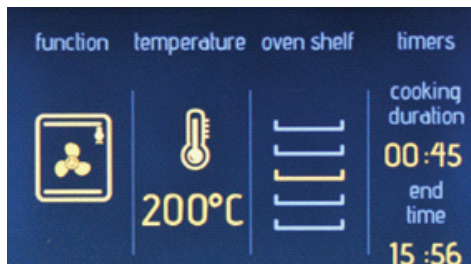 function temperature oven shelf timers
cooking
duration
00:45
200°C
end
time
15:56